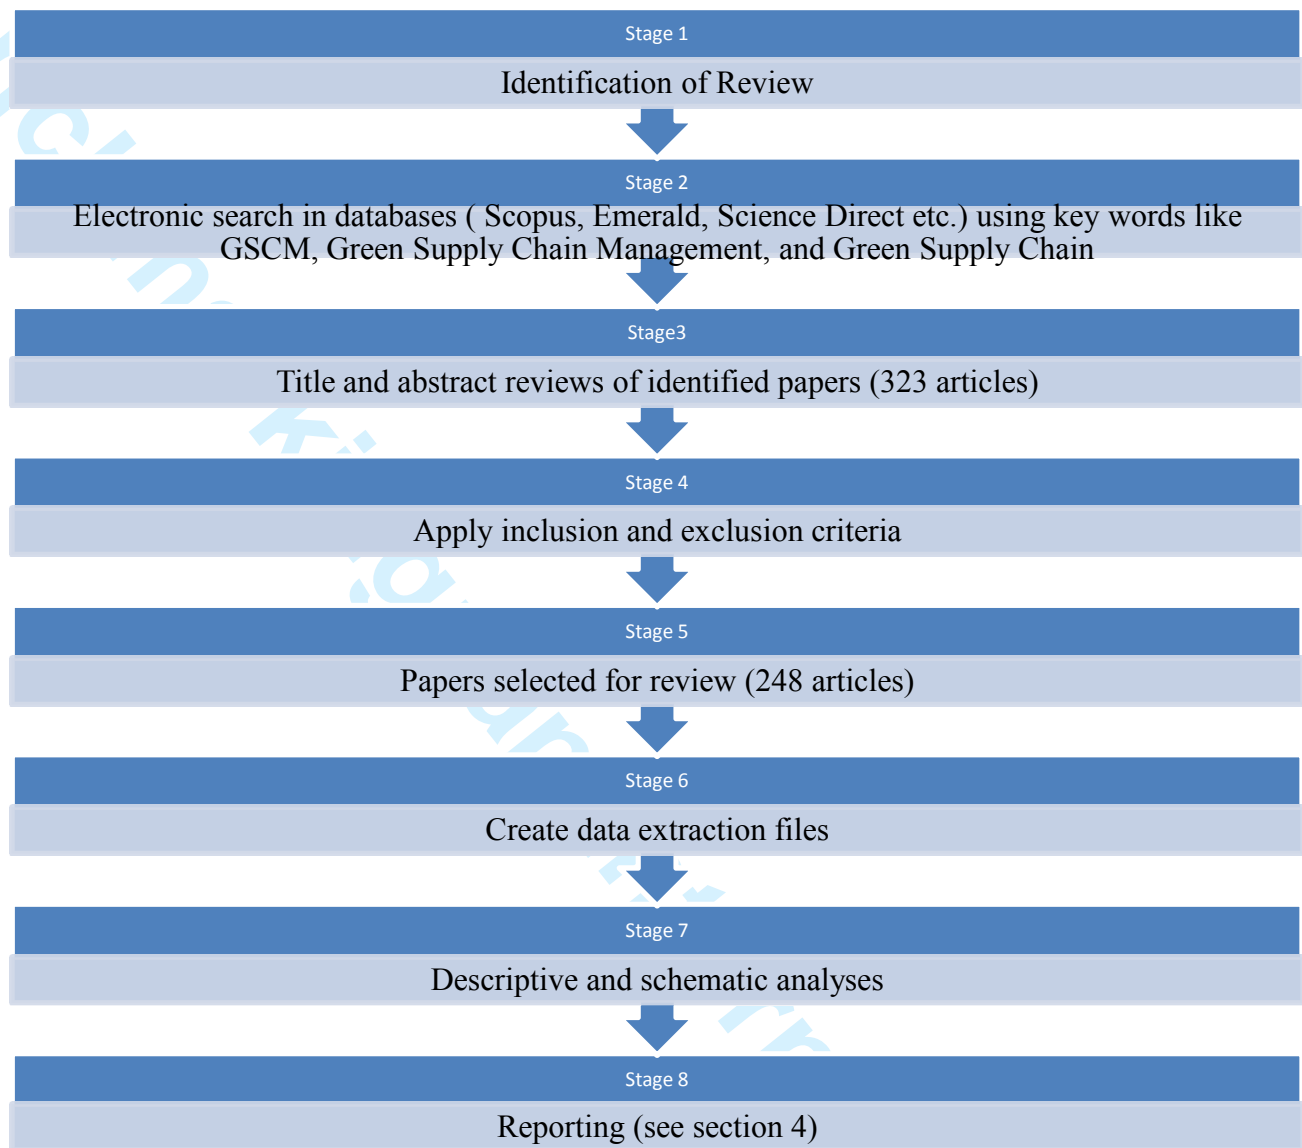 Stage 1
Identification of Review
Stage 2
Electronic search in databases ( Scopus, Emerald, Science Direct etc.) using key words like
GSCM, Green Supply Chain Management, and Green Supply Chain
Stage3
Title and abstract reviews of identified papers (323 articles)
Stage 4
Apply inclusion and exclusion criteria
Stage 5
Papers selected for review (248 articles)
Stage 6
Create data extraction files
Stage 7
Descriptive and schematic analyses
Stage 8
Reporting (see section 4)